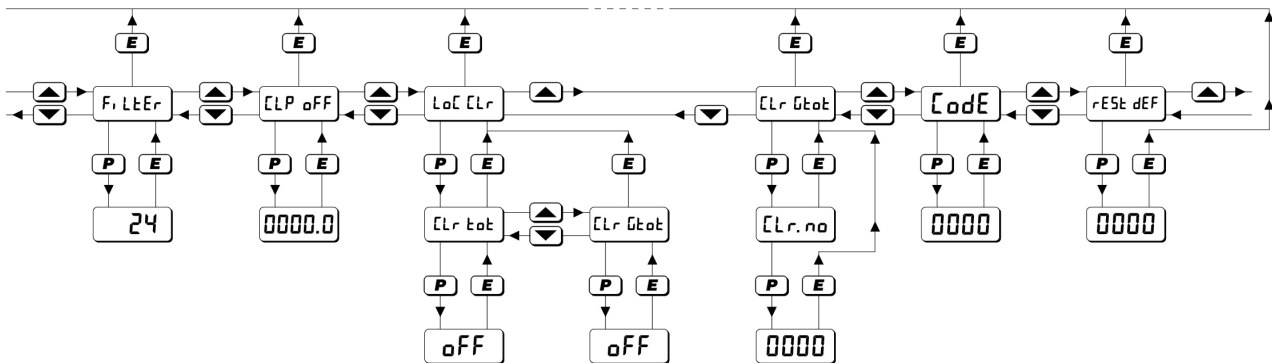 E E E E E E
FiLtEr CLP oFF LoC CLr CLr Gtot CodE rESt dEF
P E P E P E E P E P E P E
24 0000.0 CLr tot CLr Gtot CLr.no 0000 0000
P E P E P E
oFF oFF 0000